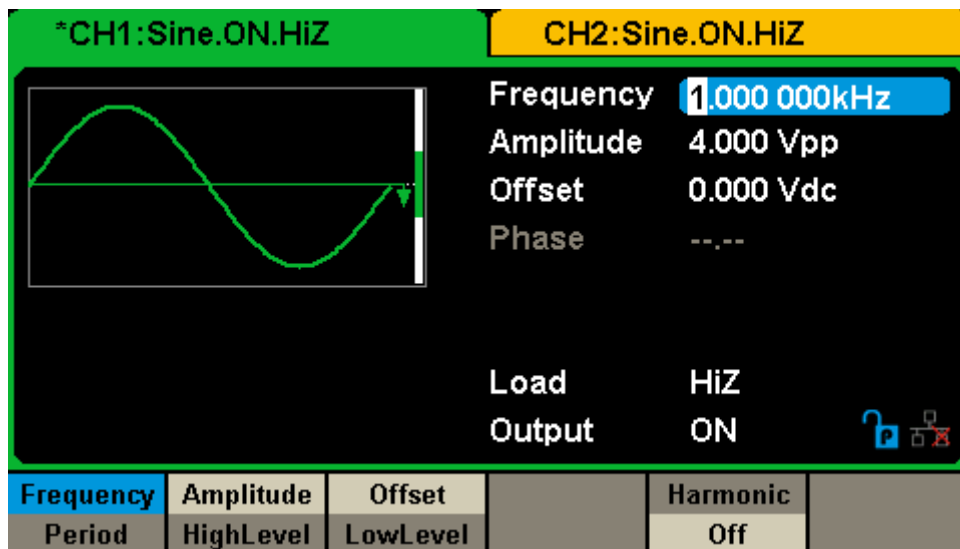 *CH1:Sine.ON.HiZ CH2:Sine.ON.HiZ
Frequency 1.000 000kHz
Amplitude 4.000 Vpp
Offset 0.000 Vdc
Phase --.--
Load HiZ
Output ON P
Frequency Amplitude Offset Harmonic
Period HighLevel LowLevel Off